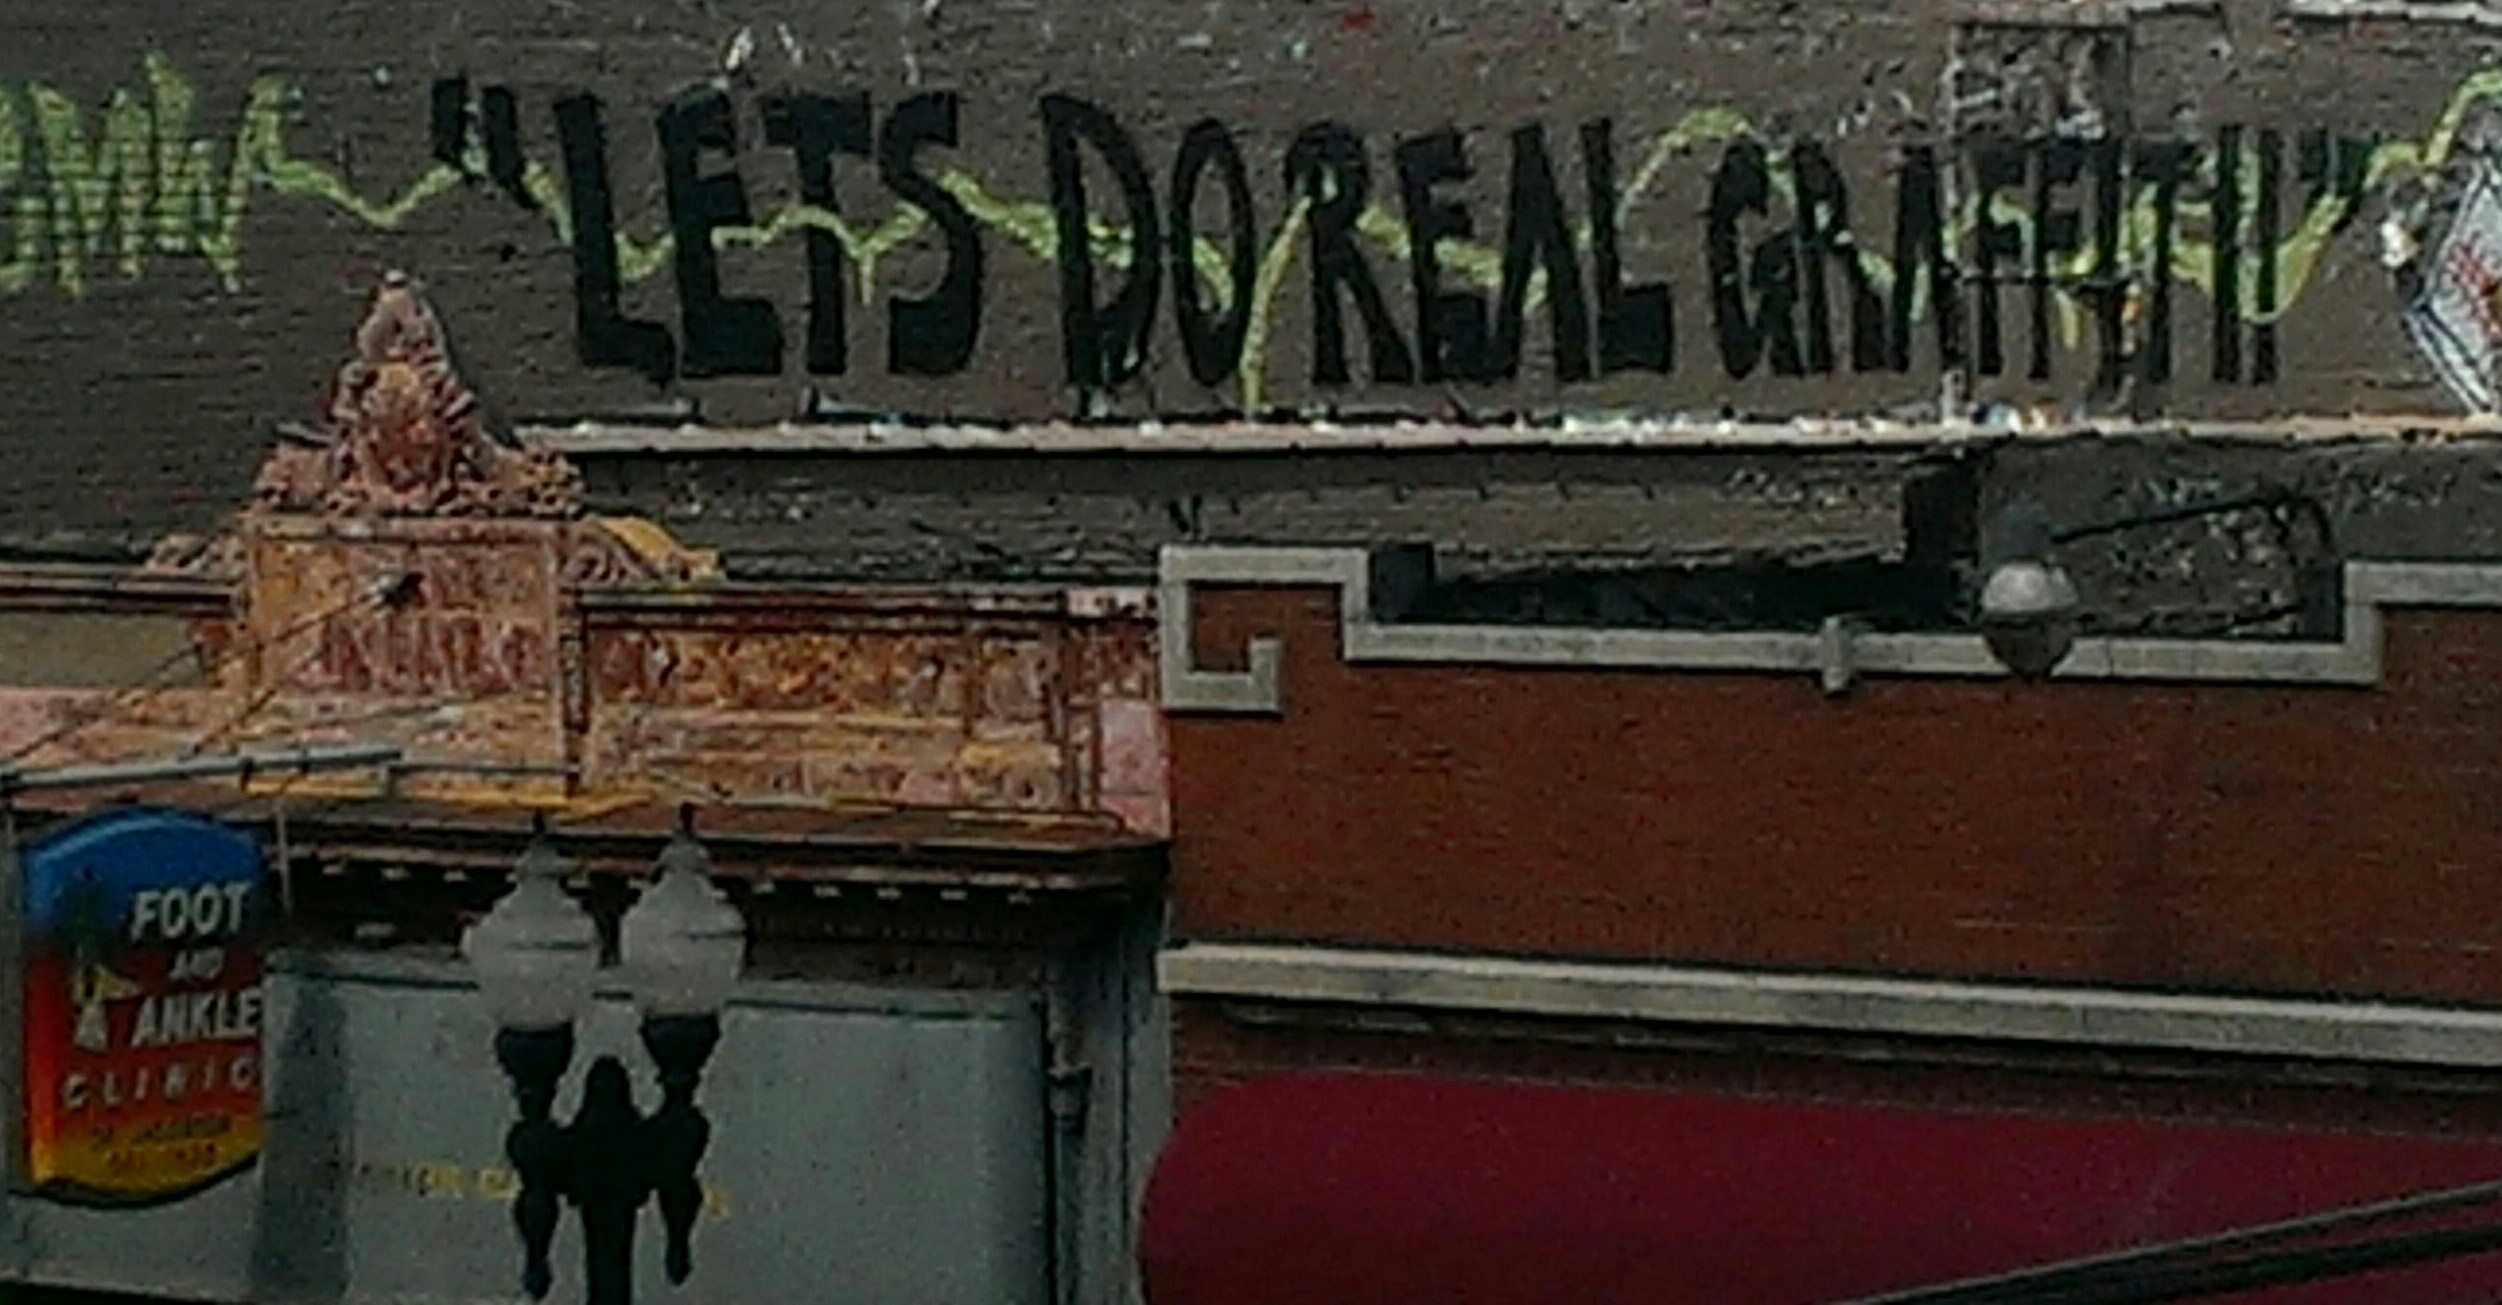 "LETS DO REAL GRAFFITI"
FOOT
AND
ANKLE
CLINIC